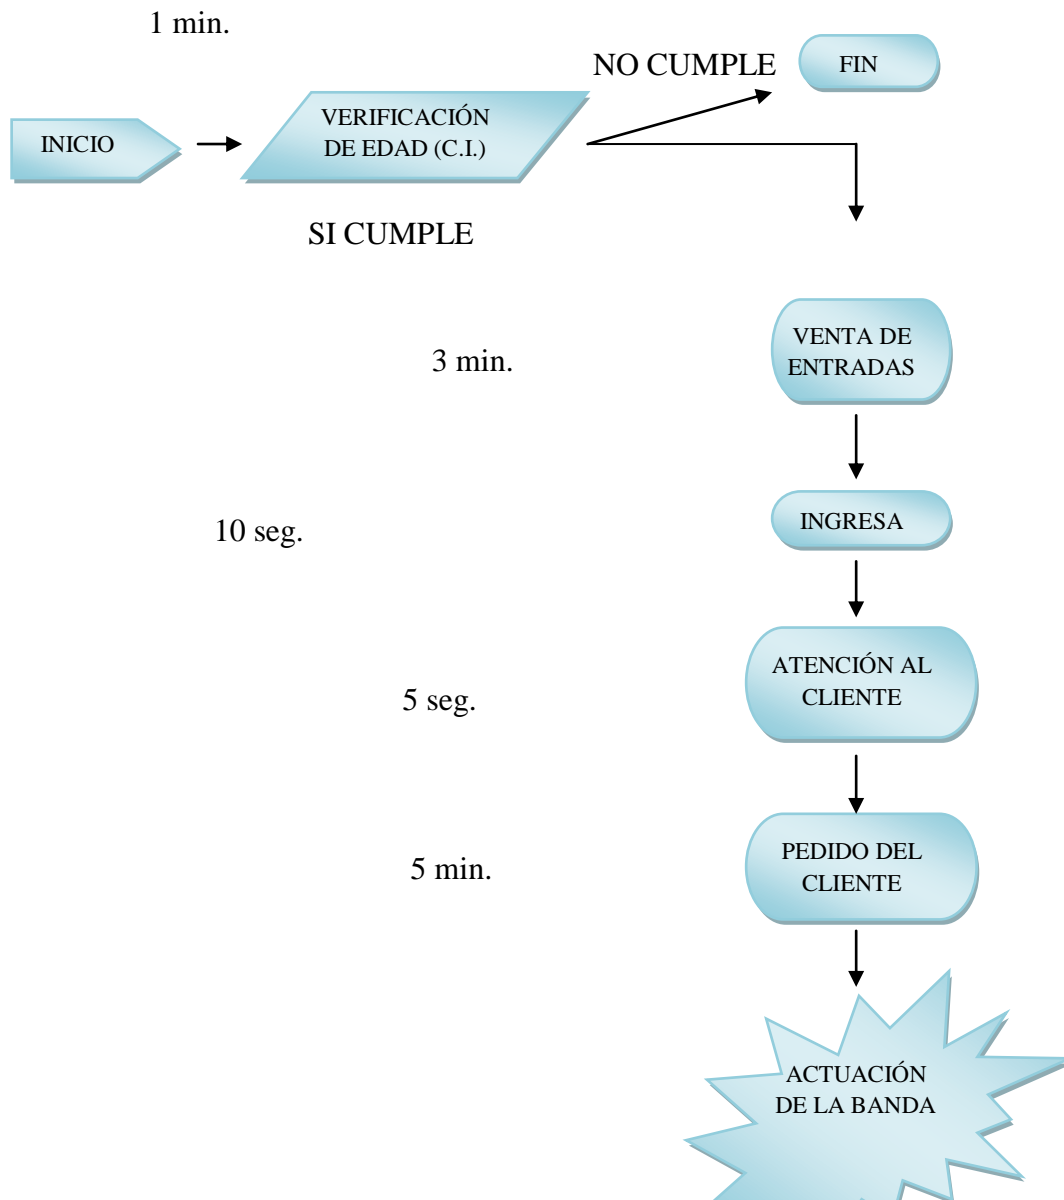 1 min.
NO CUMPLE
FIN
INICIO
VERIFICACIÓN
DE EDAD (C.I.)
SI CUMPLE
VENTA DE
ENTRADAS
3 min.
INGRESA
10 seg.
ATENCIÓN AL
CLIENTE
5 seg.
PEDIDO DEL
CLIENTE
5 min.
ACTUACIÓN
DE LA BANDA